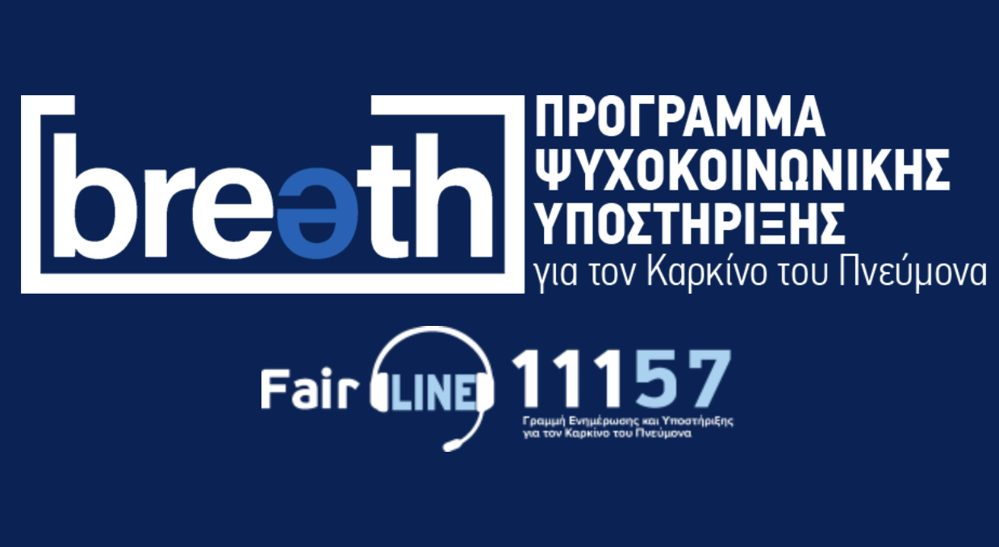 breəth
ΠΡΟΓΡΑΜΜΑ
ΨΥΧΟΚΟΙΝΩΝΙΚΗΣ
ΥΠΟΣΤΗΡΙΞΗΣ
για τον Καρκίνο του Πνεύμονα
Fair LINE 11157
Γραμμή Ενημέρωσης και Υποστήριξης
για τον Καρκίνο του Πνεύμονα